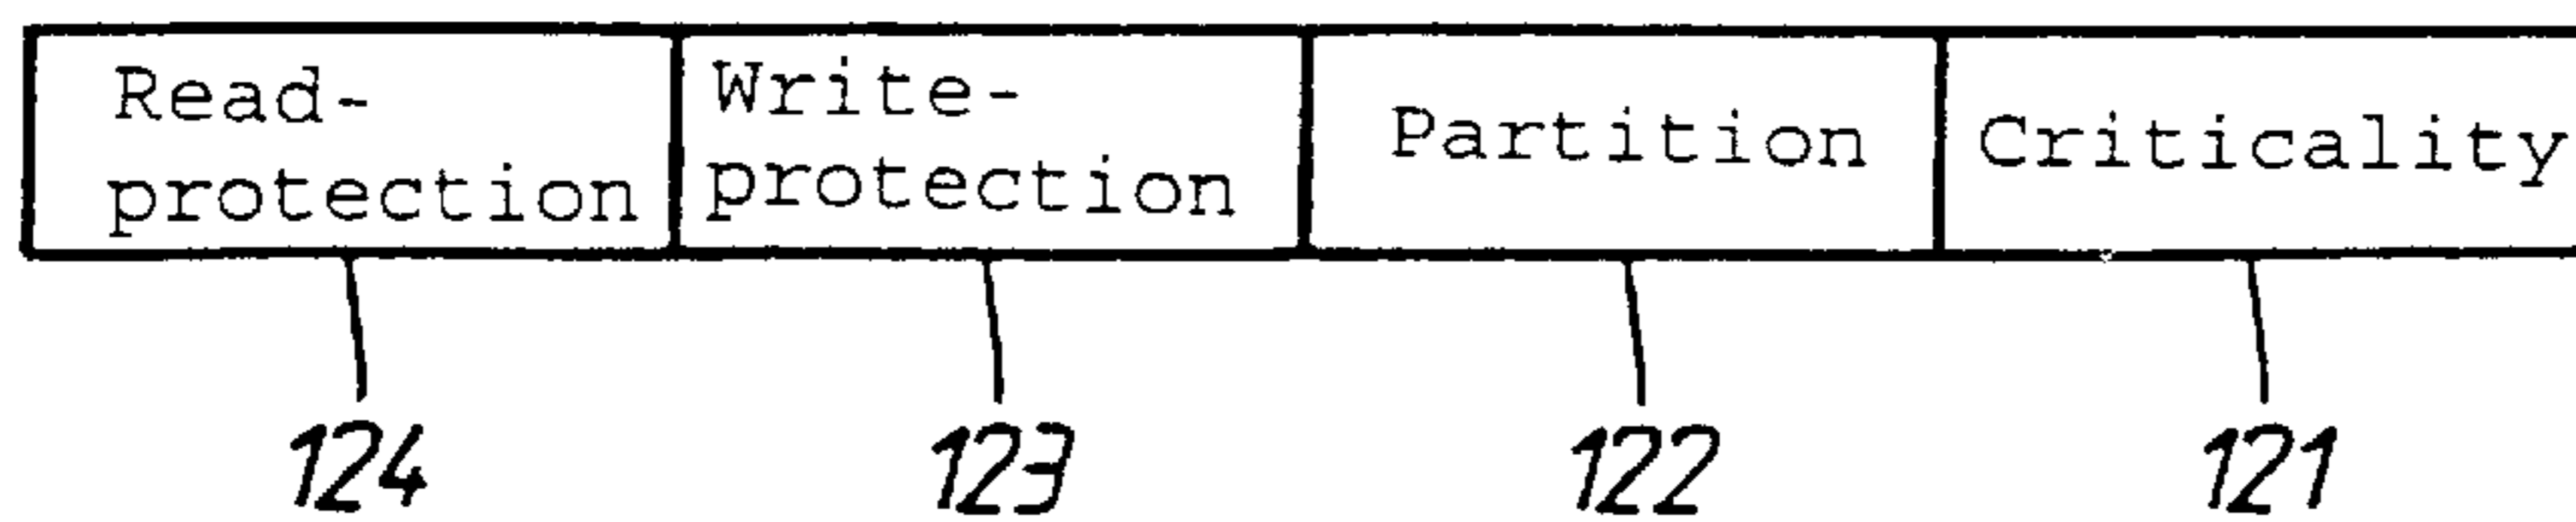 Read-
protection
Write-
protection
Partition
Criticality
124
123
122
121